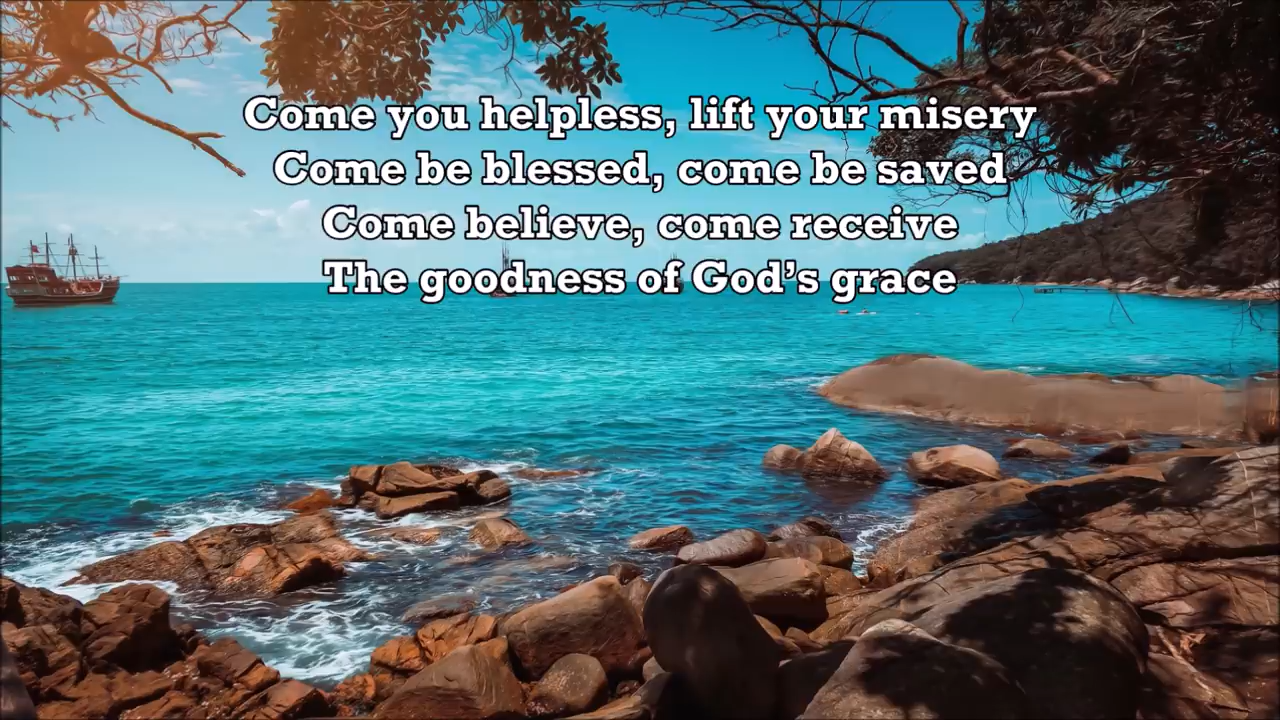 Come you helpless, lift your misery
Come be blessed, come be saved
Come believe, come receive
The goodness of God’s grace